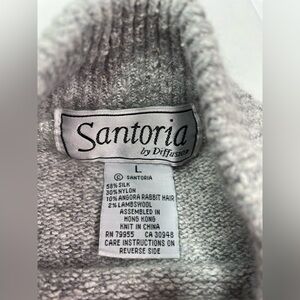 Santoria
by Diffusion
L
© SANTORIA
58% SILK
30% NYLON
10% ANGORA RABBIT HAIR
2% LAMBSWOOL
ASSEMBLED IN
HONG KONG
KNIT IN CHINA
RN 79955 CA 30948
CARE INSTRUCTIONS ON
REVERSE SIDE